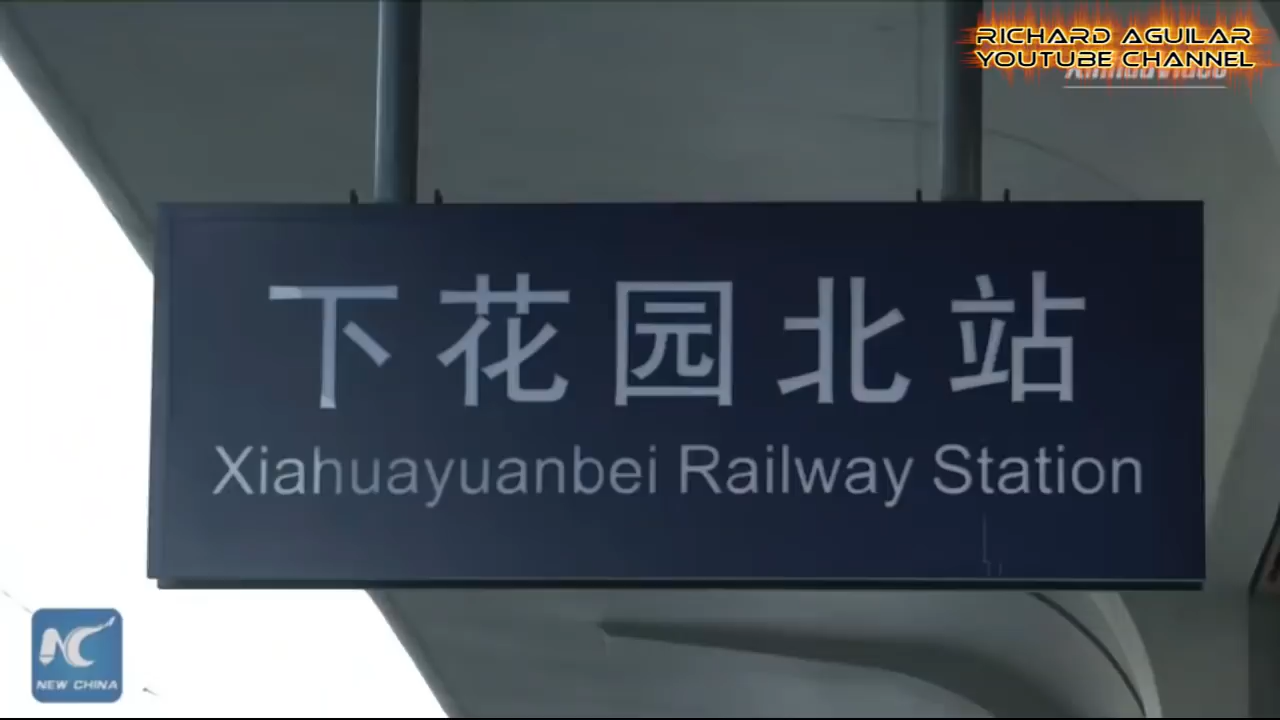 RICHARD AGUILAR
YOUTUBE CHANNEL
下花园北站
Xiahuayuanbei Railway Station
NEW CHINA